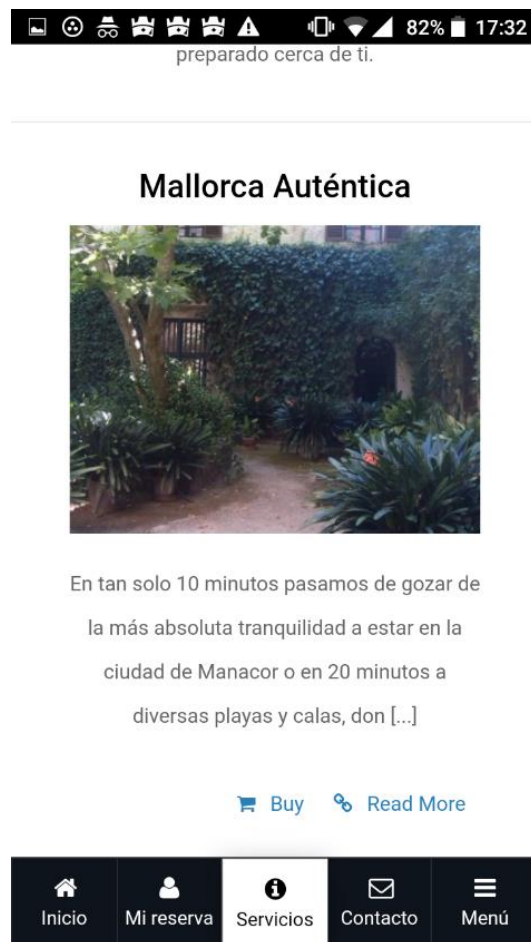 82% 17:32
preparado cerca de ti.
Mallorca Auténtica
En tan solo 10 minutos pasamos de gozar de
la más absoluta tranquilidad a estar en la
ciudad de Manacor o en 20 minutos a
diversas playas y calas, don [...]
Buy Read More
Inicio Mi reserva Servicios Contacto Menú